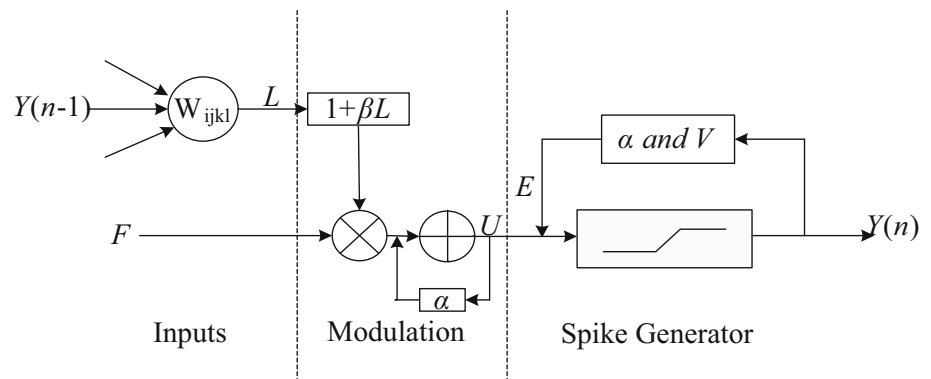 Y(n-1)
W_ijkl
L
1+βL
α and V
E
F
U
Y(n)
α
Inputs
Modulation
Spike Generator